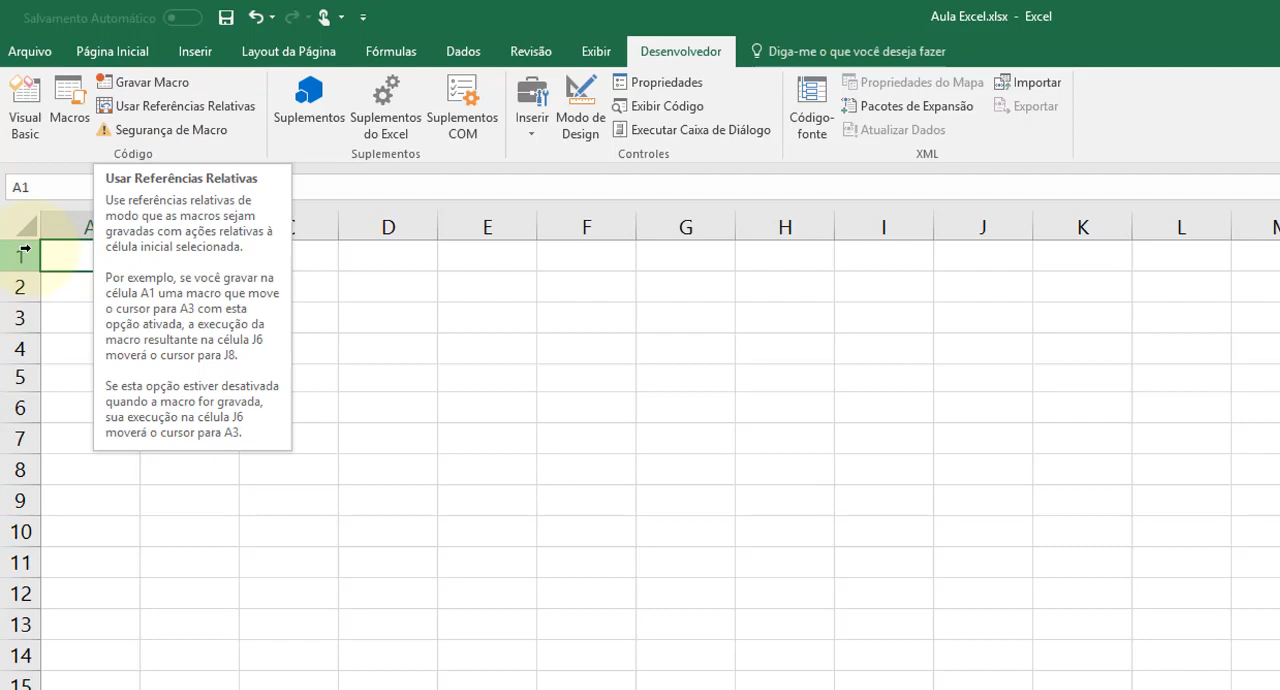 Salvamento Automático
Aula Excel.xlsx - Excel
Arquivo Página Inicial Inserir Layout da Página Fórmulas Dados Revisão Exibir Desenvolvedor Diga-me o que você deseja fazer
Visual
Basic
Macros
Gravar Macro
Usar Referências Relativas
Segurança de Macro
Código
Suplementos
Suplementos
do Excel
Suplementos
COM
Suplementos
Inserir
Modo de
Design
Propriedades
Exibir Código
Executar Caixa de Diálogo
Controles
Código-
fonte
Propriedades do Mapa
Pacotes de Expansão
Atualizar Dados
Importar
Exportar
XML
A1
Usar Referências Relativas
Use referências relativas de
modo que as macros sejam
gravadas com ações relativas à
célula inicial selecionada.
Por exemplo, se você gravar na
célula A1 uma macro que move
o cursor para A3 com esta
opção ativada, a execução da
macro resultante na célula J6
moverá o cursor para J8.
Se esta opção estiver desativada
quando a macro for gravada,
sua execução na célula J6
moverá o cursor para A3.
A C D E F G H I J K L M
1
2
3
4
5
6
7
8
9
10
11
12
13
14
15